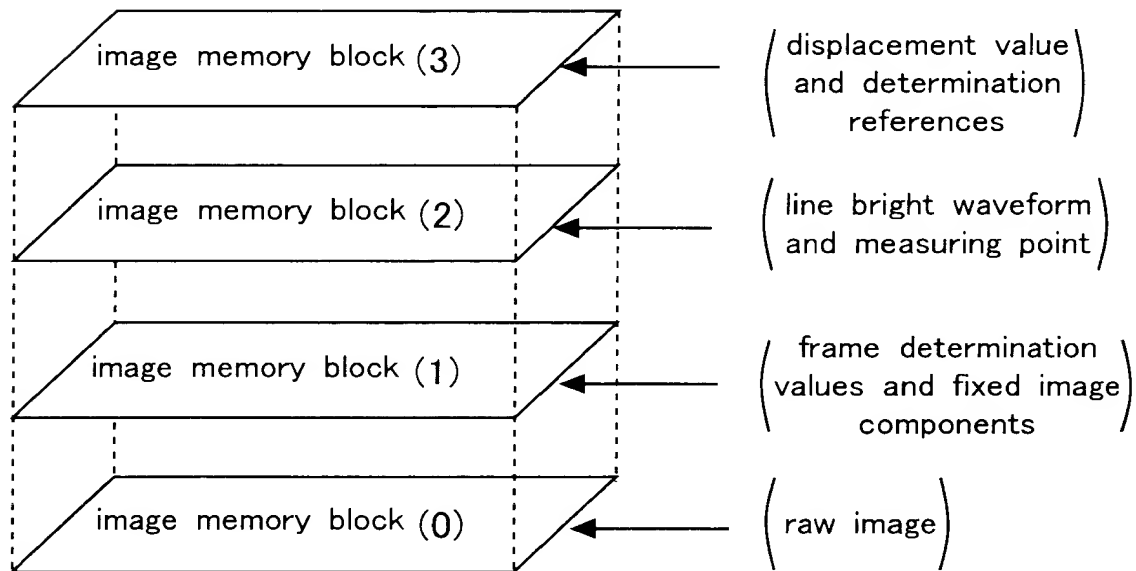 image memory block (3)
displacement value
and determination
references
image memory block (2)
line bright waveform
and measuring point
image memory block (1)
frame determination
values and fixed image
components
image memory block (0)
raw image